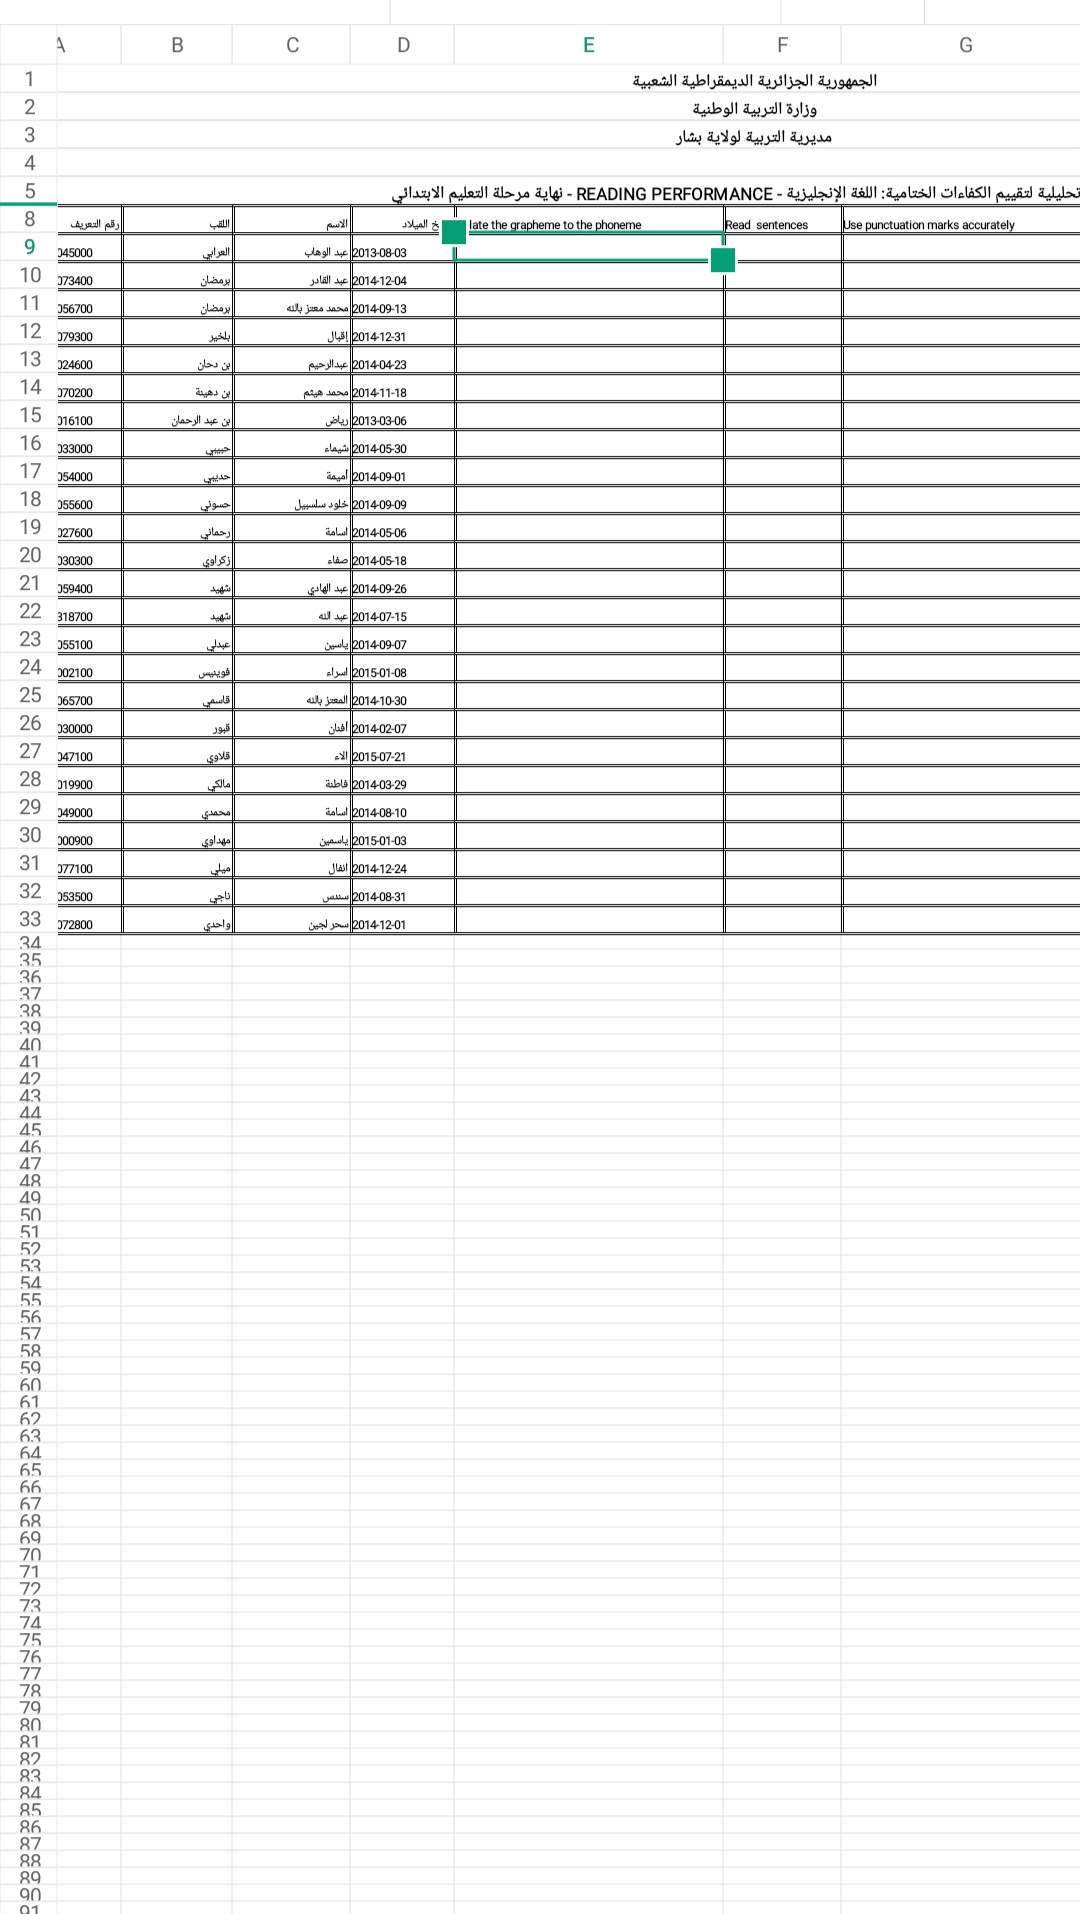 A B C D E F G
1 الجمهورية الجزائرية الديمقراطية الشعبية
2 وزارة التربية الوطنية
3 مديرية التربية لولاية بشار
4
5 تحليلية لتقييم الكفاءات الختامية: اللغة الإنجليزية - READING PERFORMANCE - نهاية مرحلة التعليم الابتدائي
8 رقم التعريف اللقب الاسم خ الميلاد late the grapheme to the phoneme Read sentences Use punctuation marks accurately
9 045000 العرابي عبد الوهاب 2013-08-03
10 073400 برمضان عبد القادر 2014-12-04
11 056700 برمضان محمد معتز بالله 2014-09-13
12 079300 بلخير إقبال 2014-12-31
13 024600 بن دحان عبدالرحيم 2014-04-23
14 070200 بن دهينة محمد هيثم 2014-11-18
15 016100 بن عبد الرحمان رياض 2013-03-06
16 033000 حبيبي شيماء 2014-05-30
17 054000 حديبي أميمة 2014-09-01
18 055600 حسوني خلود سلسبيل 2014-09-09
19 027600 رحماني اسامة 2014-05-06
20 030300 زكراوي صفاء 2014-05-18
21 059400 شهيد عبد الهادي 2014-09-26
22 318700 شهيد عبد الله 2014-07-15
23 055100 عبدلي ياسين 2014-09-07
24 002100 فوينيس اسراء 2015-01-08
25 065700 قاسمي المعتز بالله 2014-10-30
26 030000 قبور أفنان 2014-02-07
27 047100 قلاوي الاء 2015-07-21
28 019900 مالكي فاطنة 2014-03-29
29 049000 محمدي اسامة 2014-08-10
30 000900 مهداوي ياسمين 2015-01-03
31 077100 ميلي انفال 2014-12-24
32 053500 ناجي سندس 2014-08-31
33 072800 واحدي سحر لجين 2014-12-01
34
35
36
37
38
39
40
41
42
43
44
45
46
47
48
49
50
51
52
53
54
55
56
57
58
59
60
61
62
63
64
65
66
67
68
69
70
71
72
73
74
75
76
77
78
79
80
81
82
83
84
85
86
87
88
89
90
91